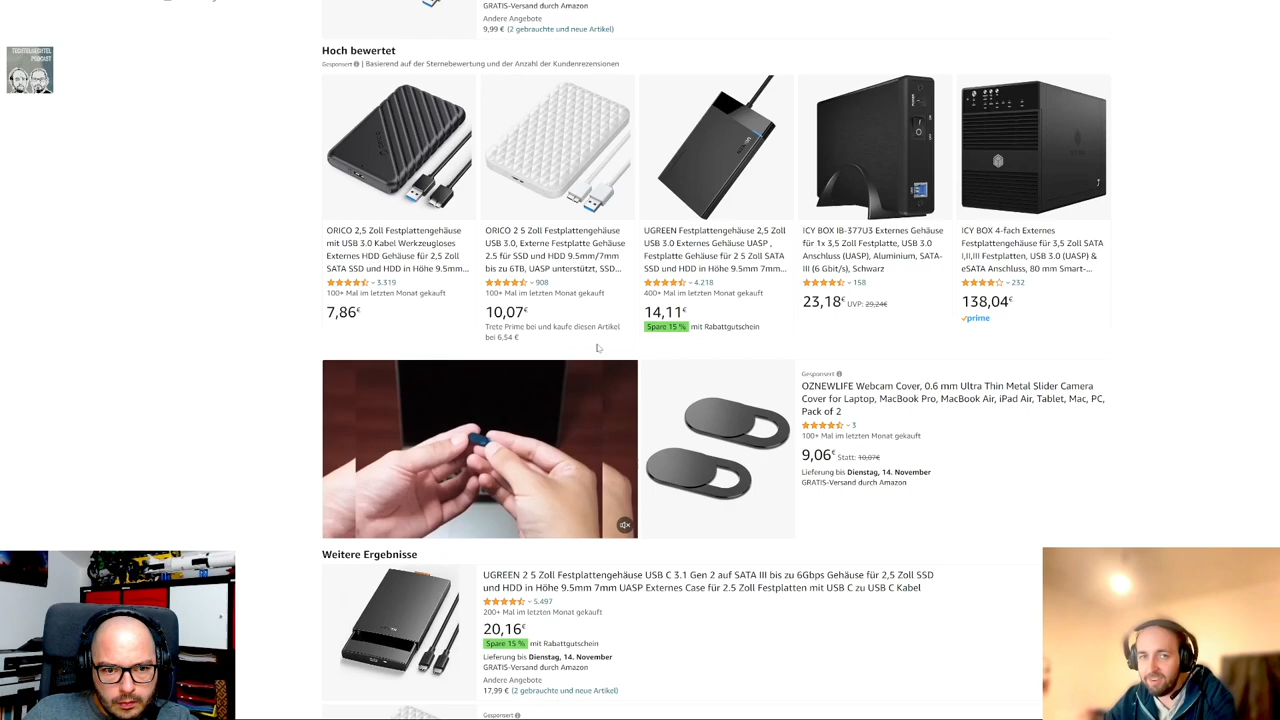 GRATIS-Versand durch Amazon
Andere Angebote
9,99 € (2 gebrauchte und neue Artikel)
TECHTELMECHTEL
PODCAST
Hoch bewertet
Gesponsert | Basierend auf der Sternebewertung und der Anzahl der Kundenrezensionen
ORICO 2,5 Zoll Festplattengehäuse
mit USB 3.0 Kabel Werkzeugloses
Externes HDD Gehäuse für 2,5 Zoll
SATA SSD und HDD in Höhe 9.5mm...
3.319
100+ Mal im letzten Monat gekauft
7,86€
ORICO 2 5 Zoll Festplattengehäuse
USB 3.0, Externe Festplatte Gehäuse
2.5 für SSD und HDD 9.5mm/7mm
bis zu 6TB, UASP unterstützt, SSD...
908
100+ Mal im letzten Monat gekauft
10,07€
Trete Prime bei und kaufe diesen Artikel
bei 6,54 €
UGREEN Festplattengehäuse 2,5 Zoll
USB 3.0 Externes Gehäuse UASP ,
Festplatte Gehäuse für 2 5 Zoll SATA
SSD und HDD in Höhe 9.5mm 7mm...
4.218
400+ Mal im letzten Monat gekauft
14,11€
Spare 15 % mit Rabattgutschein
ICY BOX IB-377U3 Externes Gehäuse
für 1x 3,5 Zoll Festplatte, USB 3.0
Anschluss (UASP), Aluminium, SATA-
III (6 Gbit/s), Schwarz
158
23,18€ UVP: 29,24€
ICY BOX 4-fach Externes
Festplattengehäuse für 3,5 Zoll SATA
I,II,III Festplatten, USB 3.0 (UASP) &
eSATA Anschluss, 80 mm Smart-...
232
138,04€
prime
Gesponsert
OZNEWLIFE Webcam Cover, 0.6 mm Ultra Thin Metal Slider Camera
Cover for Laptop, MacBook Pro, MacBook Air, iPad Air, Tablet, Mac, PC,
Pack of 2
3
100+ Mal im letzten Monat gekauft
9,06€ Statt: 10,07€
Lieferung bis Dienstag, 14. November
GRATIS-Versand durch Amazon
Weitere Ergebnisse
UGREEN 2 5 Zoll Festplattengehäuse USB C 3.1 Gen 2 auf SATA III bis zu 6Gbps Gehäuse für 2,5 Zoll SSD
und HDD in Höhe 9.5mm 7mm UASP Externes Case für 2.5 Zoll Festplatten mit USB C zu USB C Kabel
5.497
200+ Mal im letzten Monat gekauft
20,16€
Spare 15 % mit Rabattgutschein
Lieferung bis Dienstag, 14. November
GRATIS-Versand durch Amazon
Andere Angebote
17,99 € (2 gebrauchte und neue Artikel)
Gesponsert